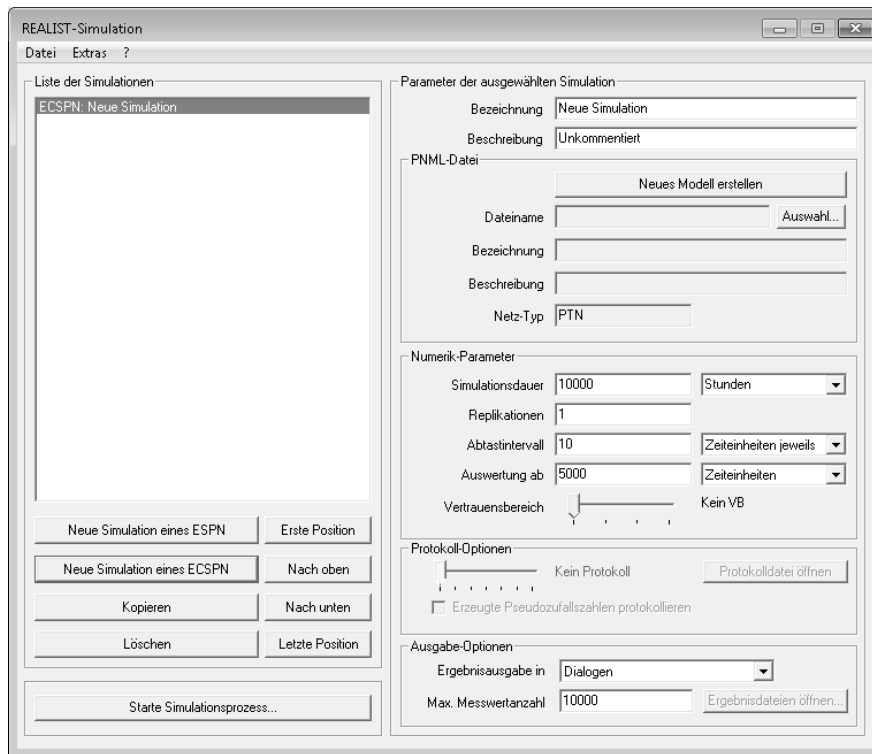 REALIST-Simulation
Datei Extras ?
Liste der Simulationen
ECSPN: Neue Simulation
Neue Simulation eines ESPN
Erste Position
Neue Simulation eines ECSPN
Nach oben
Kopieren
Nach unten
Löschen
Letzte Position
Starte Simulationsprozess...
Parameter der ausgewählten Simulation
Bezeichnung Neue Simulation
Beschreibung Unkommentiert
PNML-Datei
Neues Modell erstellen
Dateiname Auswahl...
Bezeichnung
Beschreibung
Netz-Typ PTN
Numerik-Parameter
Simulationsdauer 10000 Stunden
Replikationen 1
Abtastintervall 10 Zeiteinheiten jeweils
Auswertung ab 5000 Zeiteinheiten
Vertrauensbereich Kein VB
Protokoll-Optionen
Kein Protokoll Protokolldatei öffnen
Erzeugte Pseudozufallszahlen protokollieren
Ausgabe-Optionen
Ergebnisausgabe in Dialogen
Max. Messwertanzahl 10000 Ergebnisdateien öffnen...